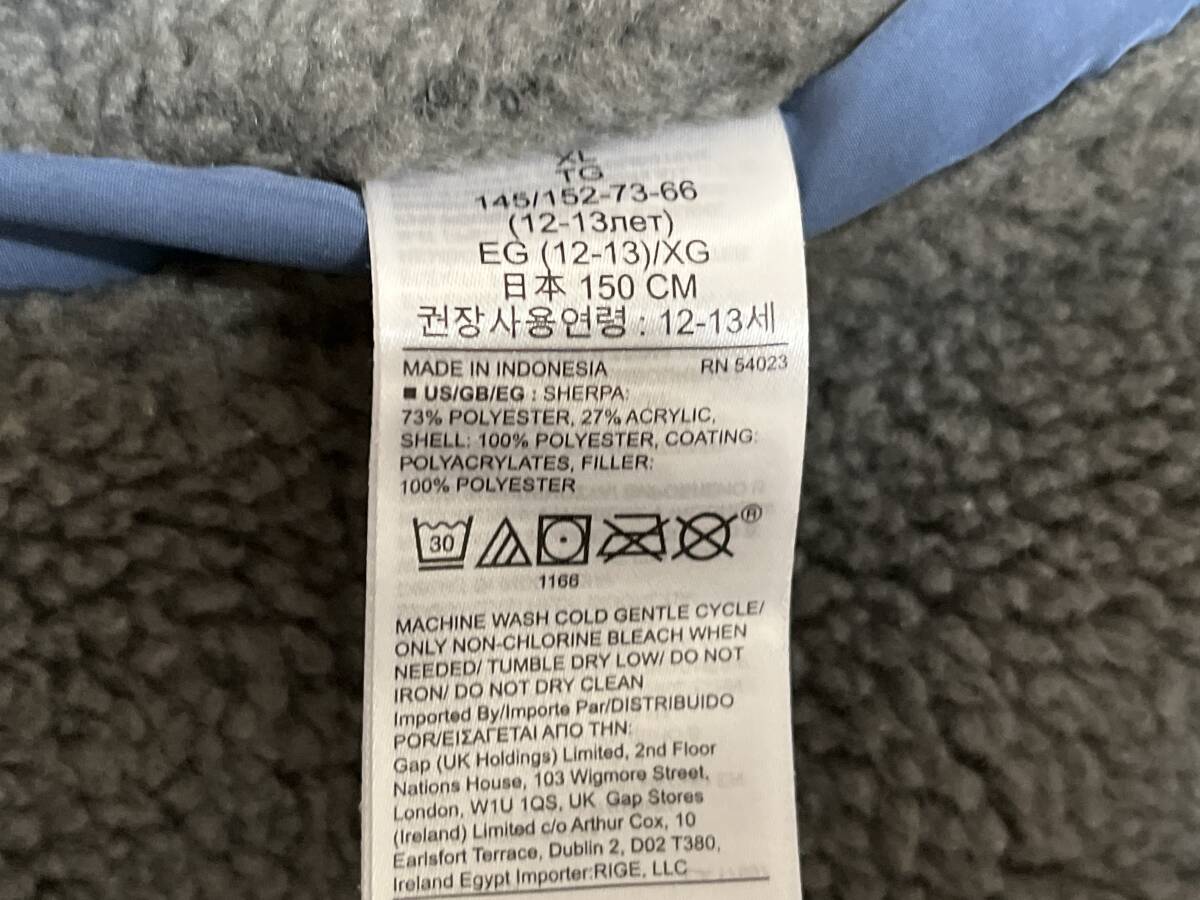 XL
TG
145/152-73-66
(12-13лет)
EG (12-13)/XG
日本 150 CM
권장사용연령 : 12-13세
MADE IN INDONESIA RN 54023
■ US/GB/EG : SHERPA:
73% POLYESTER, 27% ACRYLIC,
SHELL: 100% POLYESTER, COATING:
POLYACRYLATES, FILLER:
100% POLYESTER
30 ®
1166
MACHINE WASH COLD GENTLE CYCLE/
ONLY NON-CHLORINE BLEACH WHEN
NEEDED/ TUMBLE DRY LOW/ DO NOT
IRON/ DO NOT DRY CLEAN
Imported By/Importe Par/DISTRIBUIDO
POR/ΕΙΣΑΓΕΤΑΙ ΑΠΟ ΤΗΝ:
Gap (UK Holdings) Limited, 2nd Floor
Nations House, 103 Wigmore Street,
London, W1U 1QS, UK Gap Stores
(Ireland) Limited c/o Arthur Cox, 10
Earlsfort Terrace, Dublin 2, D02 T380,
Ireland Egypt Importer:RIGE, LLC